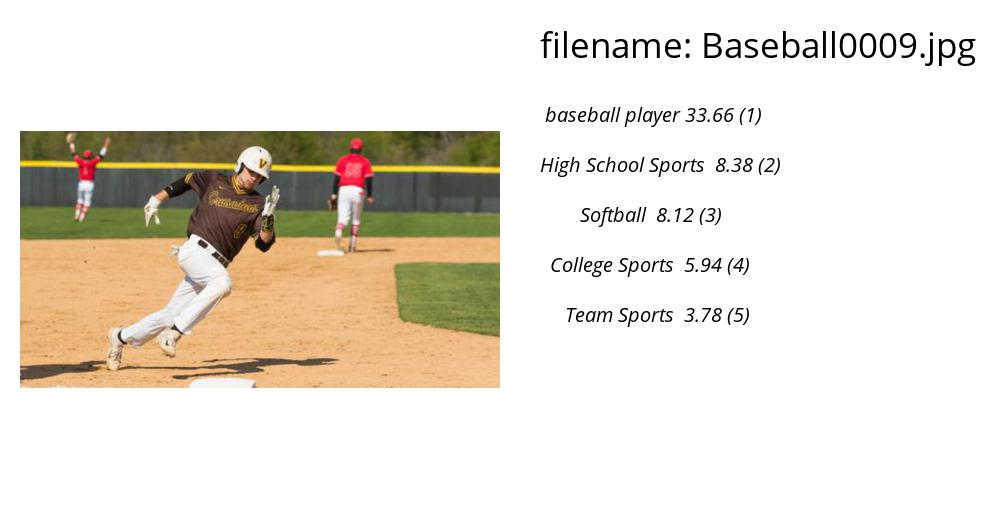 filename: Baseball0009.jpg
baseball player 33.66 (1)
High School Sports 8.38 (2)
Softball 8.12 (3)
College Sports 5.94 (4)
Team Sports 3.78 (5)
V
Crusaders